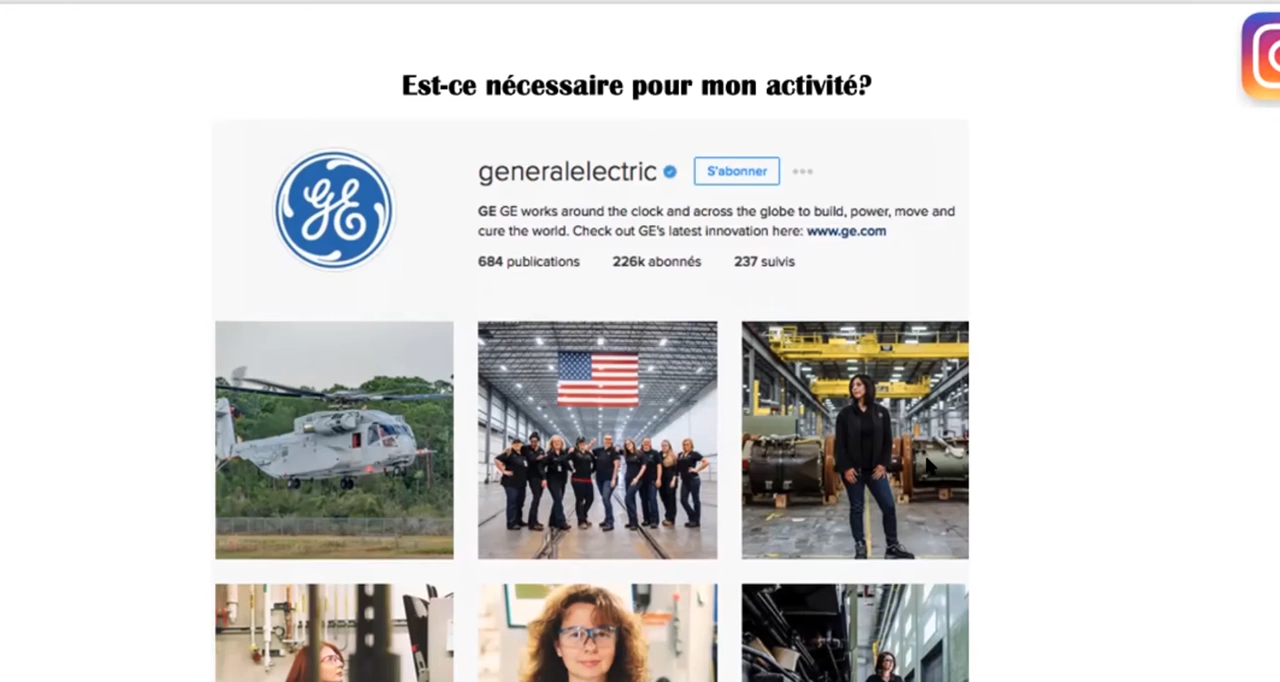 Est-ce nécessaire pour mon activité?
GE
generalelectric S'abonner
GE GE works around the clock and across the globe to build, power, move and
cure the world. Check out GE's latest innovation here: www.ge.com
684 publications 226k abonnés 237 suivis